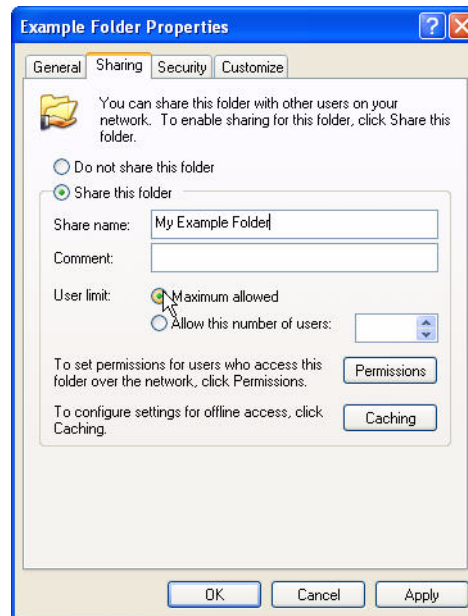 Example Folder Properties
General Sharing Security Customize
You can share this folder with other users on your
network. To enable sharing for this folder, click Share this
folder.
Do not share this folder
Share this folder
Share name: My Example Folder
Comment:
User limit: Maximum allowed
Allow this number of users:
To set permissions for users who access this
folder over the network, click Permissions.
Permissions
To configure settings for offline access, click
Caching.
Caching
OK Cancel Apply